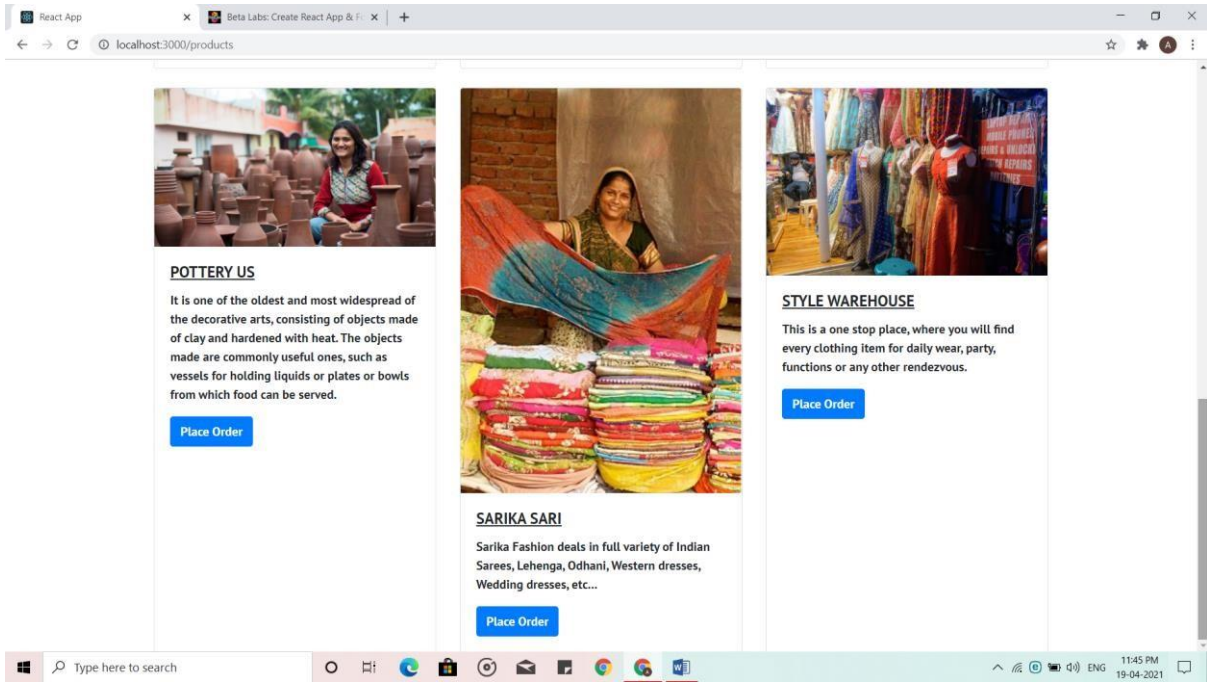 React App
Beta Labs: Create React App & F
localhost:3000/products
A
POTTERY US
It is one of the oldest and most widespread of
the decorative arts, consisting of objects made
of clay and hardened with heat. The objects
made are commonly useful ones, such as
vessels for holding liquids or plates or bowls
from which food can be served.
Place Order
SARIKA SARI
Sarika Fashion deals in full variety of Indian
Sarees, Lehenga, Odhani, Western dresses,
Wedding dresses, etc...
Place Order
MOBILE PHONE
REPAIRS & UNLOCK
REPAIRS
BATTERIES
STYLE WAREHOUSE
This is a one stop place, where you will find
every clothing item for daily wear, party,
functions or any other rendezvous.
Place Order
Type here to search
ENG
11:45 PM
19-04-2021